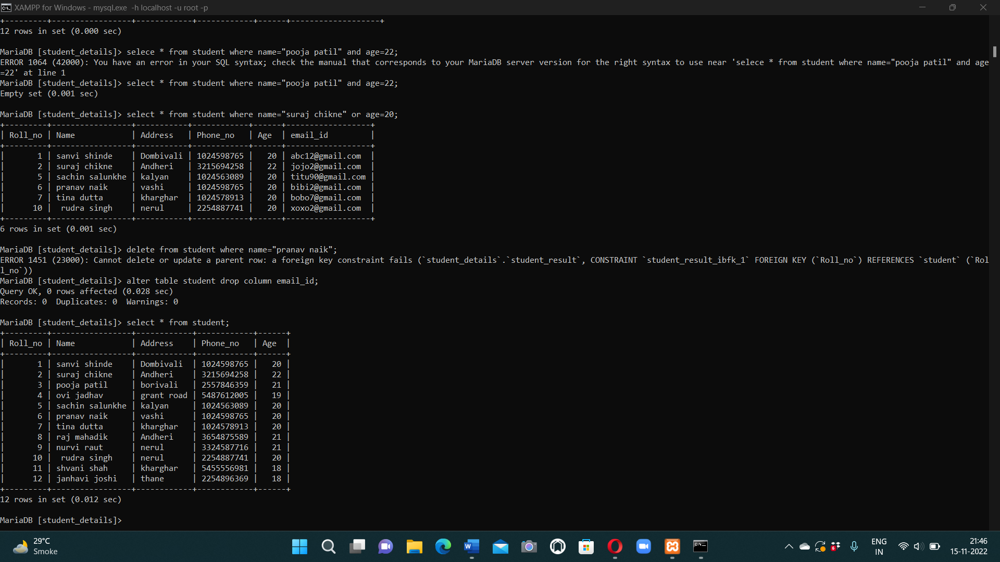 XAMPP for Windows - mysql.exe -h localhost -u root -p
+---------+-----------------+------------+------------+------+-------------------+
12 rows in set (0.000 sec)
MariaDB [student_details]> selece * from student where name="pooja patil" and age=22;
ERROR 1064 (42000): You have an error in your SQL syntax; check the manual that corresponds to your MariaDB server version for the right syntax to use near 'selece * from student where name="pooja patil" and age
=22' at line 1
MariaDB [student_details]> select * from student where name="pooja patil" and age=22;
Empty set (0.001 sec)
MariaDB [student_details]> select * from student where name="suraj chikne" or age=20;
+---------+-----------------+-----------+------------+------+------------------+
| Roll_no | Name            | Address   | Phone_no   | Age  | email_id         |
+---------+-----------------+-----------+------------+------+------------------+
|       1 | sanvi shinde    | Dombivali | 1024598765 |   20 | abc12@gmail.com  |
|       2 | suraj chikne    | Andheri   | 3215694258 |   22 | jojo2@gmail.com  |
|       5 | sachin salunkhe | kalyan    | 1024563089 |   20 | titu90@gmail.com |
|       6 | pranav naik     | vashi     | 1024598765 |   20 | bibi2@gmail.com  |
|       7 | tina dutta      | kharghar  | 1024578913 |   20 | bobo7@gmail.com  |
|      10 |  rudra singh    | nerul     | 2254887741 |   20 | xoxo2@gmail.com  |
+---------+-----------------+-----------+------------+------+------------------+
6 rows in set (0.001 sec)
MariaDB [student_details]> delete from student where name="pranav naik";
ERROR 1451 (23000): Cannot delete or update a parent row: a foreign key constraint fails (`student_details`.`student_result`, CONSTRAINT `student_result_ibfk_1` FOREIGN KEY (`Roll_no`) REFERENCES `student` (`Rol
l_no`))
MariaDB [student_details]> alter table student drop column email_id;
Query OK, 0 rows affected (0.028 sec)
Records: 0  Duplicates: 0  Warnings: 0
MariaDB [student_details]> select * from student;
+---------+-----------------+------------+------------+------+
| Roll_no | Name            | Address    | Phone_no   | Age  |
+---------+-----------------+------------+------------+------+
|       1 | sanvi shinde    | Dombivali  | 1024598765 |   20 |
|       2 | suraj chikne    | Andheri    | 3215694258 |   22 |
|       3 | pooja patil     | borivali   | 2557846359 |   21 |
|       4 | ovi jadhav      | grant road | 5487612005 |   19 |
|       5 | sachin salunkhe | kalyan     | 1024563089 |   20 |
|       6 | pranav naik     | vashi      | 1024598765 |   20 |
|       7 | tina dutta      | kharghar   | 1024578913 |   20 |
|       8 | raj mahadik     | Andheri    | 3654875589 |   21 |
|       9 | nurvi raut      | nerul      | 3324587716 |   21 |
|      10 |  rudra singh    | nerul      | 2254887741 |   20 |
|      11 | shvani shah     | kharghar   | 5455556981 |   18 |
|      12 | janhavi joshi   | thane      | 2254896369 |   18 |
+---------+-----------------+------------+------------+------+
12 rows in set (0.012 sec)
MariaDB [student_details]>
29°C
Smoke
W
6
ENG
IN
21:46
15-11-2022